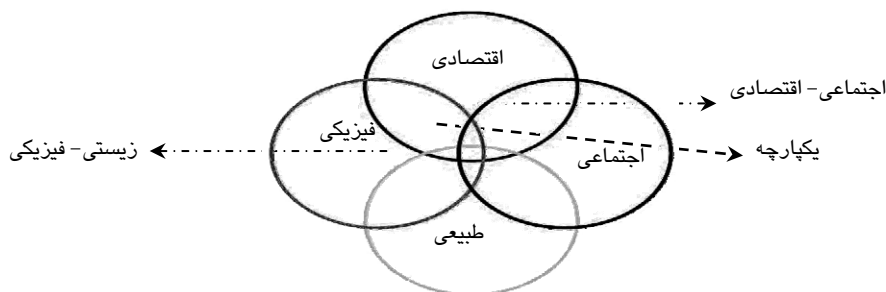 اقتصادی
اجتماعی– اقتصادی
فیزیکی
زیستی– فیزیکی
یکپارچه
اجتماعی
طبیعی